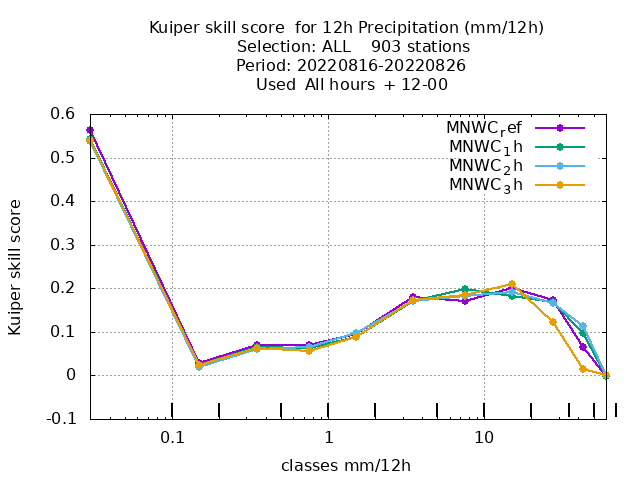 Kuiper skill score  for 12h Precipitation (mm/12h)
Selection: ALL    903 stations
Period: 20220816-20220826
Used  All hours  + 12-00
MNWC_ref
MNWC_1h
MNWC_2h
MNWC_3h
0.6
0.5
0.4
0.3
0.2
0.1
0
-0.1
Kuiper skill score
0.1 1 10
classes mm/12h